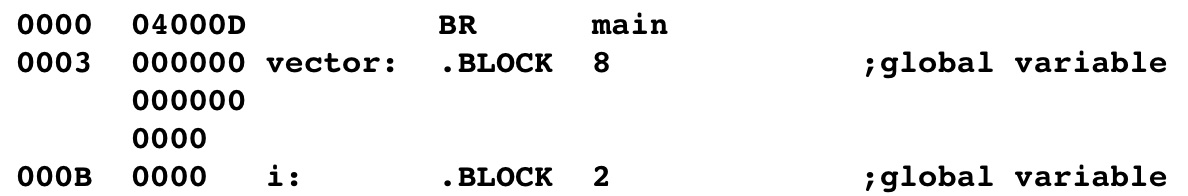 0000 04000D BR main
0003 000000 vector: .BLOCK 8 ;global variable
000000
0000
000B 0000 i: .BLOCK 2 ;global variable